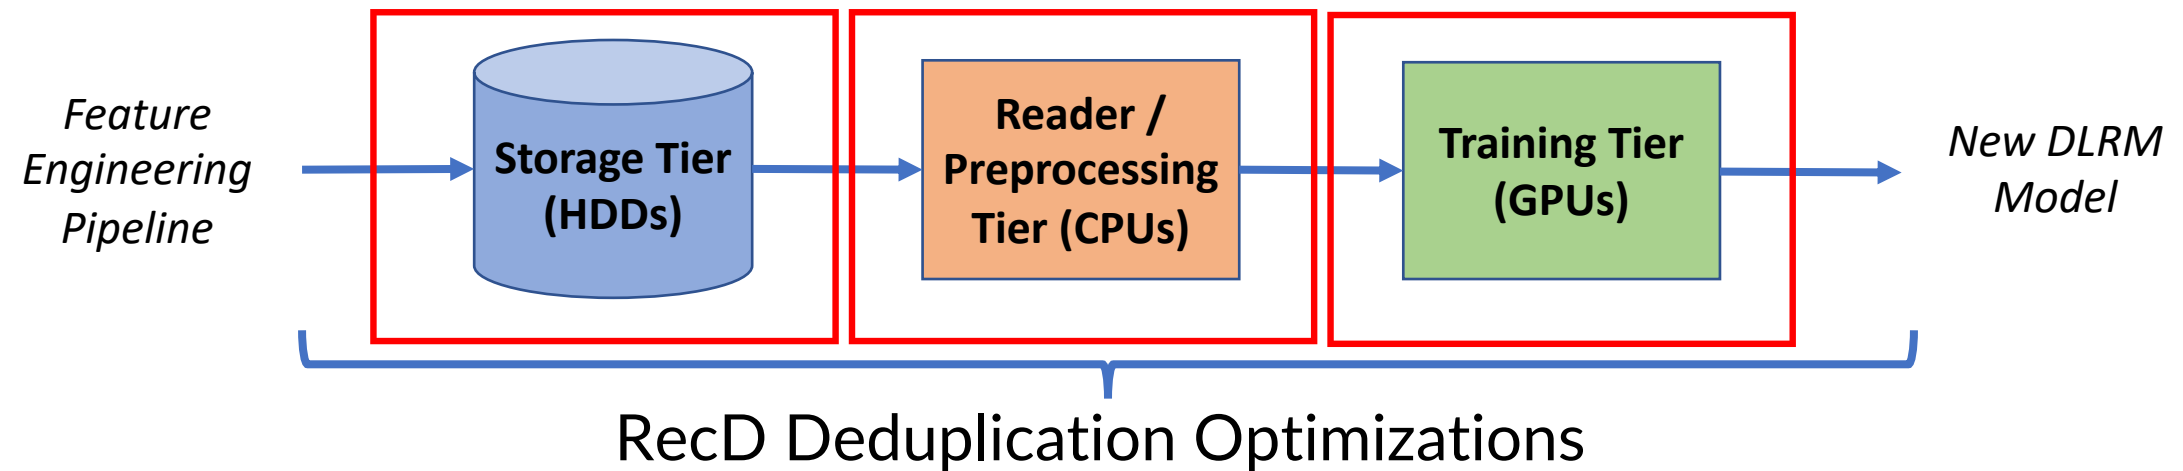 Feature
Engineering
Pipeline
Storage Tier
(HDDs)
Reader /
Preprocessing
Tier (CPUs)
Training Tier
(GPUs)
New DLRM
Model
RecD Deduplication Optimizations